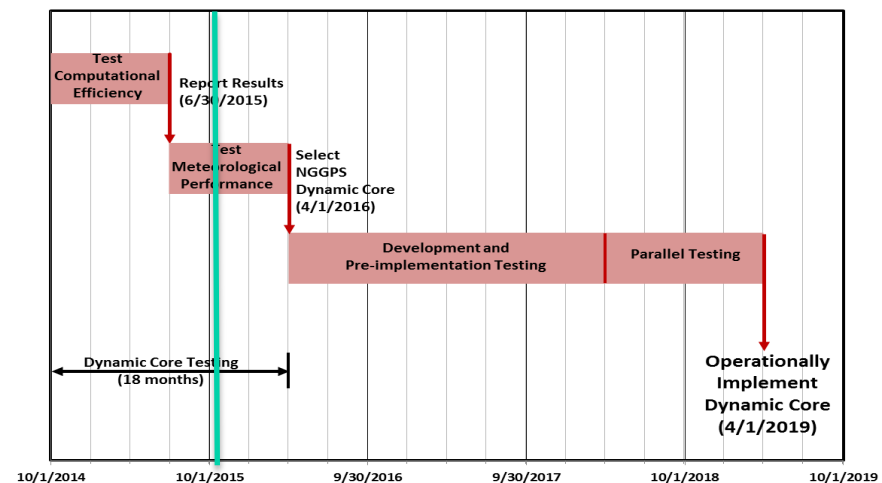 Test
Computational
Efficiency
Report Results
(6/30/2015)
Test
Meteorological
Performance
Select
NGGPS
Dynamic Core
(4/1/2016)
Development and
Pre-implementation Testing
Parallel Testing
Dynamic Core Testing
(18 months)
Operationally
Implement
Dynamic Core
(4/1/2019)
10/1/2014
10/1/2015
9/30/2016
9/30/2017
10/1/2018
10/1/2019